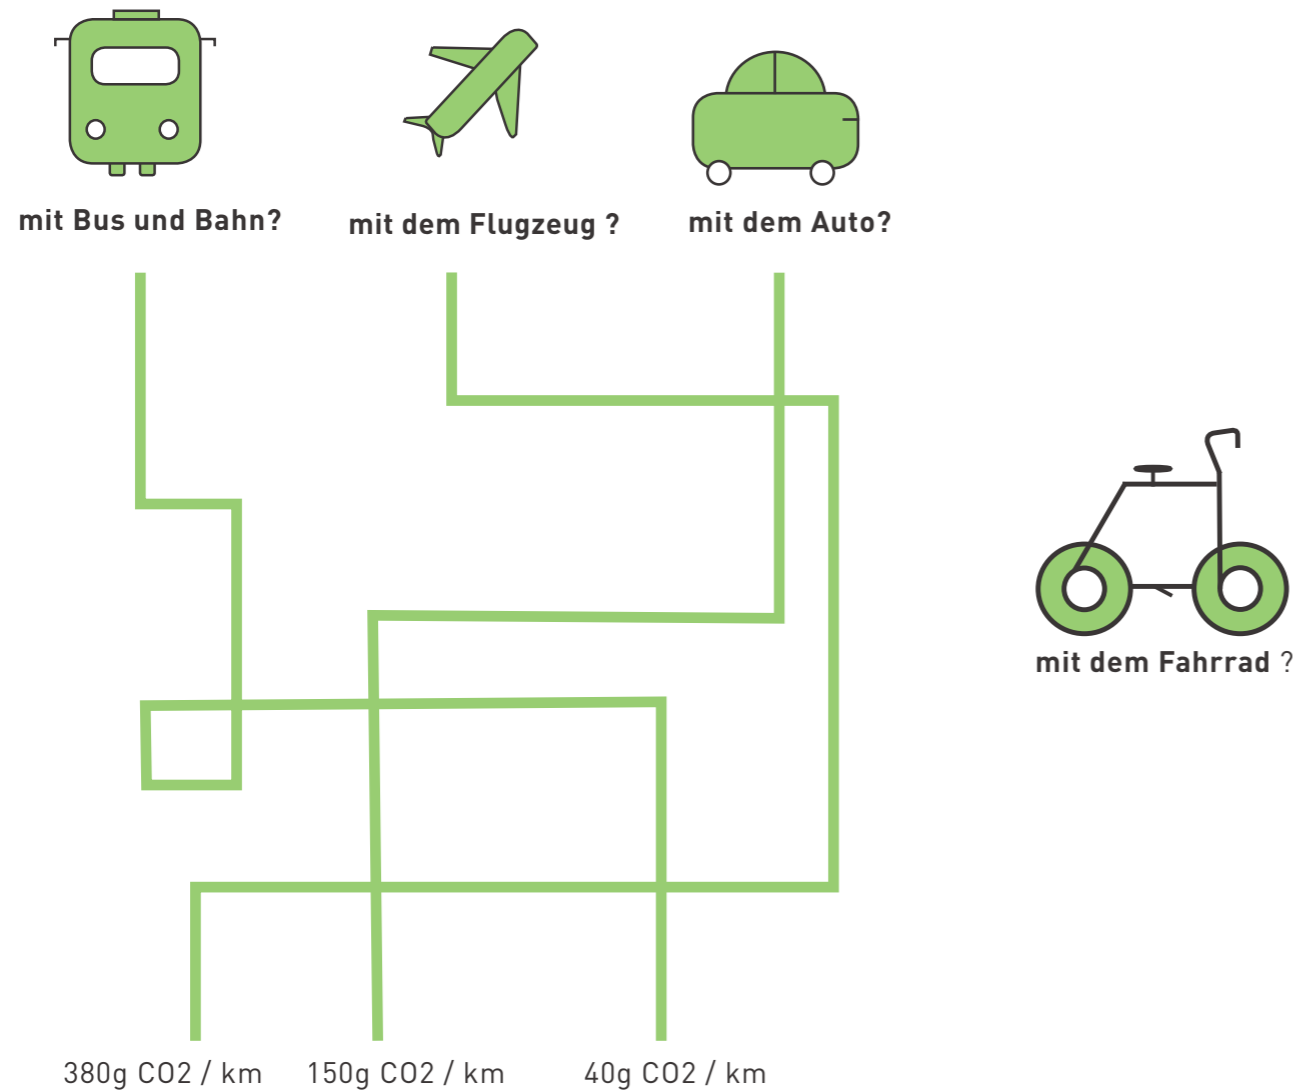 mit Bus und Bahn?
mit dem Flugzeug ?
mit dem Auto?
mit dem Fahrrad ?
380g CO2 / km
150g CO2 / km
40g CO2 / km